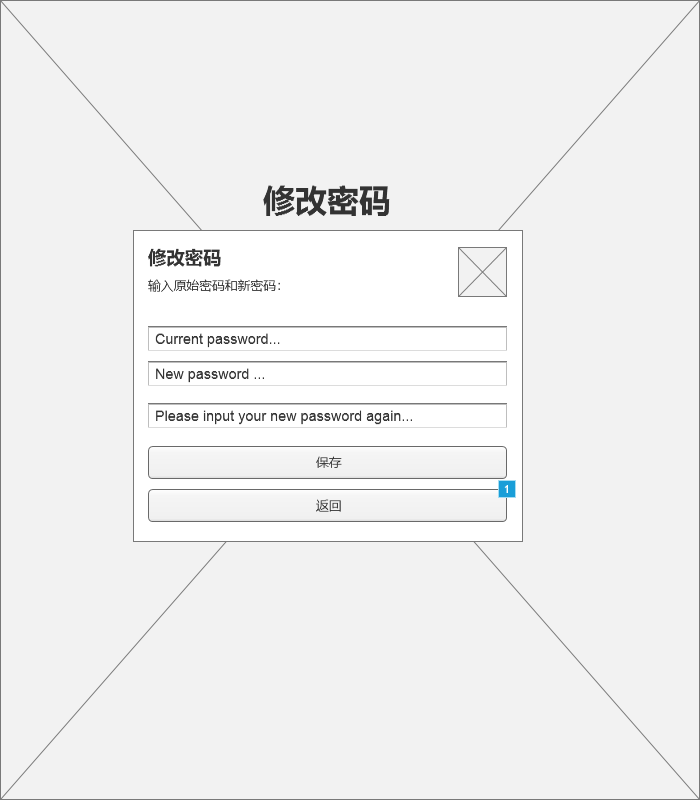 修改密码
修改密码
输入原始密码和新密码:
Current password...
New password ...
Please input your new password again...
保存
1
返回